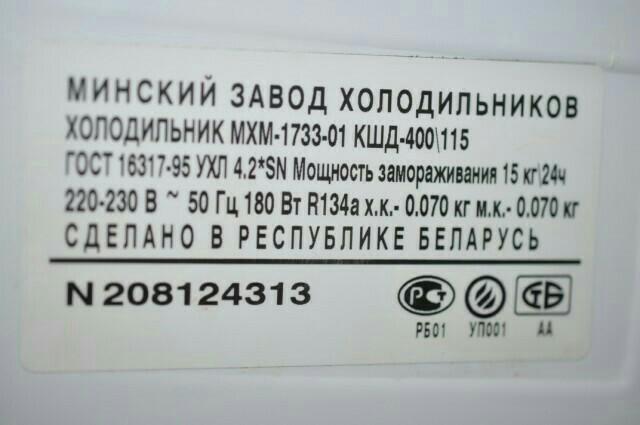 МИНСКИЙ ЗАВОД ХОЛОДИЛЬНИКОВ
ХОЛОДИЛЬНИК МХМ-1733-01 КШД-400\115
ГОСТ 16317-95 УХЛ 4.2*SN Мощность замораживания 15 кг\24ч
220-230 В ~ 50 Гц 180 Вт R134a х.к.- 0.070 кг м.к.- 0.070 кг
СДЕЛАНО В РЕСПУБЛИКЕ БЕЛАРУСЬ
N 208124313
РСТ СТБ
РБ01 УП001 АА